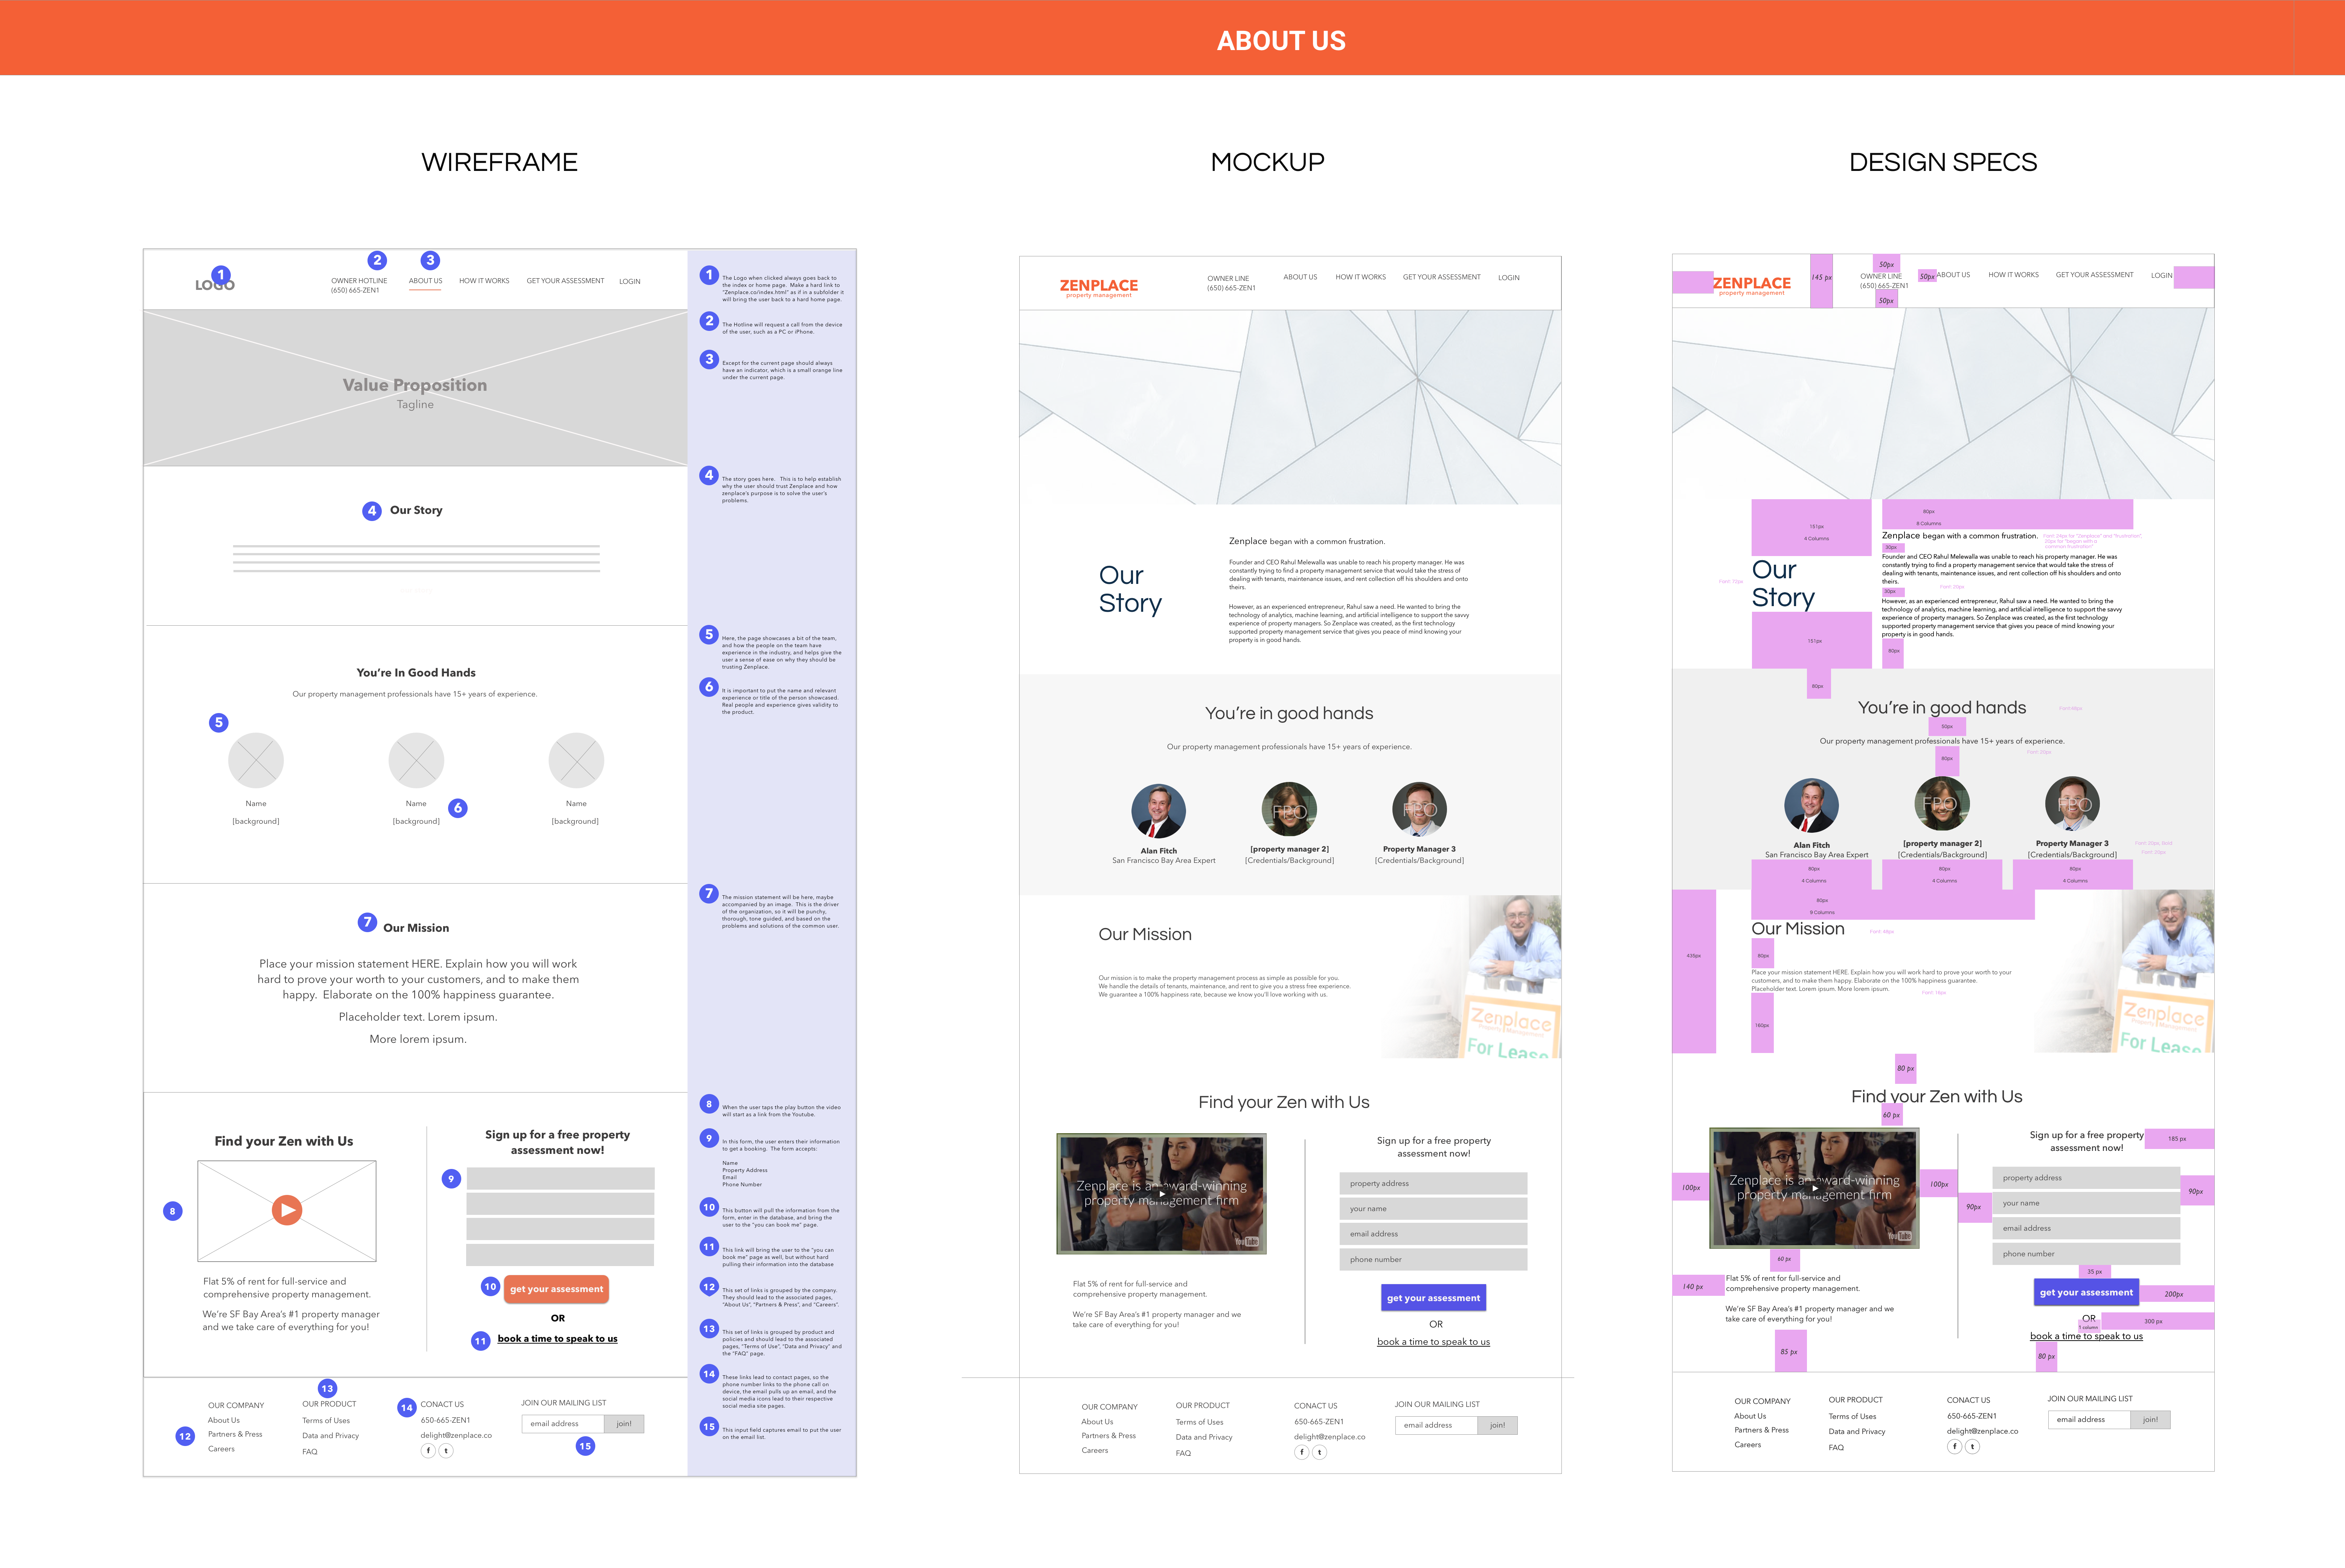 ABOUT US
WIREFRAME
1
LOGO
2
OWNER HOTLINE
(650) 665-ZEN1
3
ABOUT US
HOW IT WORKS
GET YOUR ASSESSMENT
LOGIN
Value Proposition
Tagline
4
Our Story
You're In Good Hands
Our property management professionals have 15+ years of experience.
5
Name
[background]
Name
[background]
6
Name
[background]
7
Our Mission
Place your mission statement HERE. Explain how you will work
hard to prove your worth to your customers, and to make them
happy.  Elaborate on the 100% happiness guarantee.
Placeholder text. Lorem ipsum.
More lorem ipsum.
Find your Zen with Us
8
Flat 5% of rent for full-service and
comprehensive property management.
We're SF Bay Area's #1 property manager
and we take care of everything for you!
Sign up for a free property
assessment now!
9
10
get your assessment
OR
11
book a time to speak to us
12
OUR COMPANY
About Us
Partners & Press
Careers
13
OUR PRODUCT
Terms of Uses
Data and Privacy
FAQ
14
CONACT US
650-665-ZEN1
delight@zenplace.co
f t
JOIN OUR MAILING LIST
email address
join!
15
1
The Logo when clicked always goes back to
the index or home page.  Make a hard link to
"Zenplace.co/index.html" as if in a subfolder it
will bring the user back to a hard home page.
2
The Hotline will request a call from the device
of the user, such as a PC or iPhone.
3
Except for the current page should always
have an indicator, which is a small orange line
under the current page.
4
The story goes here.  This is to help establish
why the user should trust Zenplace and how
zenplace's purpose is to solve the user's
problems.
5
Here, the page showcases a bit of the team,
and how the people on the team have
experience in the industry, and helps give the
user a sense of ease on why they should be
trusting Zenplace.
6
It is important to put the name and relevant
experience or title of the person showcased.
Real people and experience gives validity to
the product.
7
The mission statement will be here, maybe
accompanied by an image.  This is the driver
of the organization, so it will be punchy,
thorough, tone guided, and based on the
problems and solutions of the common user.
8
When the user taps the play button the video
will start as a link from the Youtube.
9
In this form, the user enters their information
to get a booking.  The form accepts:
Name
Property Address
Email
Phone Number
10
This button will pull the information from the
form, enter in the database, and bring the
user to the "you can book me" page.
11
This link will bring the user to the "you can
book me" page as well, but without hard
pulling their information into the database
12
This set of links is grouped by the company.
They should lead to the associated pages,
"About Us", "Partners & Press", and "Careers".
13
This set of links is grouped by product and
policies and should lead to the associated
pages, "Terms of Use", "Data and Privacy" and
the "FAQ" page.
14
These links lead to contact pages, so the
phone number links to the phone call on
device, the email pulls up an email, and the
social media icons lead to their respective
social media site pages.
15
This input field captures email to put the user
on the email list.
MOCKUP
ZENPLACE
property management
OWNER LINE
(650) 665-ZEN1
ABOUT US
HOW IT WORKS
GET YOUR ASSESSMENT
LOGIN
Our
Story
Zenplace began with a common frustration.
Founder and CEO Rahul Melewalla was unable to reach his property manager. He was
constantly trying to find a property management service that would take the stress of
dealing with tenants, maintenance issues, and rent collection off his shoulders and onto
theirs.
However, as an experienced entrepreneur, Rahul saw a need. He wanted to bring the
technology of analytics, machine learning, and artificial intelligence to support the savvy
experience of property managers. So Zenplace was created, as the first technology
supported property management service that gives you peace of mind knowing your
property is in good hands.
You're in good hands
Our property management professionals have 15+ years of experience.
Alan Fitch
San Francisco Bay Area Expert
FPO
[property manager 2]
[Credentials/Background]
FPO
Property Manager 3
[Credentials/Background]
Our Mission
Our mission is to make the property management process as simple as possible for you.
We handle the details of tenants, maintenance, and rent to give you a stress free experience.
We guarantee a 100% happiness rate, because we know you'll love working with us.
Zenplace
Property Management
For Lease
Find your Zen with Us
Zenplace is an award-winning
property management firm
YouTube
Flat 5% of rent for full-service and
comprehensive property management.
We're SF Bay Area's #1 property manager and we
take care of everything for you!
Sign up for a free property
assessment now!
property address
your name
email address
phone number
get your assessment
OR
book a time to speak to us
OUR COMPANY
About Us
Partners & Press
Careers
OUR PRODUCT
Terms of Uses
Data and Privacy
FAQ
CONACT US
650-665-ZEN1
delight@zenplace.co
f t
JOIN OUR MAILING LIST
email address
join!
DESIGN SPECS
ZENPLACE
property management
145 px
50px
OWNER LINE
(650) 665-ZEN1
50px
50px
ABOUT US
HOW IT WORKS
GET YOUR ASSESSMENT
LOGIN
151px
4 Columns
Our
Story
151px
80px
8 Columns
Zenplace began with a common frustration.
30px
Founder and CEO Rahul Melewalla was unable to reach his property manager. He was
constantly trying to find a property management service that would take the stress of
dealing with tenants, maintenance issues, and rent collection off his shoulders and onto
theirs.
30px
However, as an experienced entrepreneur, Rahul saw a need. He wanted to bring the
technology of analytics, machine learning, and artificial intelligence to support the savvy
experience of property managers. So Zenplace was created, as the first technology
supported property management service that gives you peace of mind knowing your
property is in good hands.
80px
80px
You're in good hands
50px
Our property management professionals have 15+ years of experience.
80px
Alan Fitch
San Francisco Bay Area Expert
FPO
[property manager 2]
[Credentials/Background]
FPO
Property Manager 3
[Credentials/Background]
80px
4 Columns
80px
4 Columns
80px
4 Columns
80px
9 Columns
435px
Our Mission
80px
Place your mission statement HERE. Explain how you will work hard to prove your worth to your
customers, and to make them happy. Elaborate on the 100% happiness guarantee.
Placeholder text. Lorem ipsum. More lorem ipsum.
160px
Zenplace
Property Management
For Lease
80 px
Find your Zen with Us
60 px
100px
Zenplace is an award-winning
property management firm
YouTube
100px
60 px
140 px
Flat 5% of rent for full-service and
comprehensive property management.
We're SF Bay Area's #1 property manager and we
take care of everything for you!
85 px
Sign up for a free property
assessment now!
185 px
90px
90px
property address
your name
email address
phone number
35 px
get your assessment
200px
OR
1 column
300 px
book a time to speak to us
80 px
OUR COMPANY
About Us
Partners & Press
Careers
OUR PRODUCT
Terms of Uses
Data and Privacy
FAQ
CONACT US
650-665-ZEN1
delight@zenplace.co
f t
JOIN OUR MAILING LIST
email address
join!